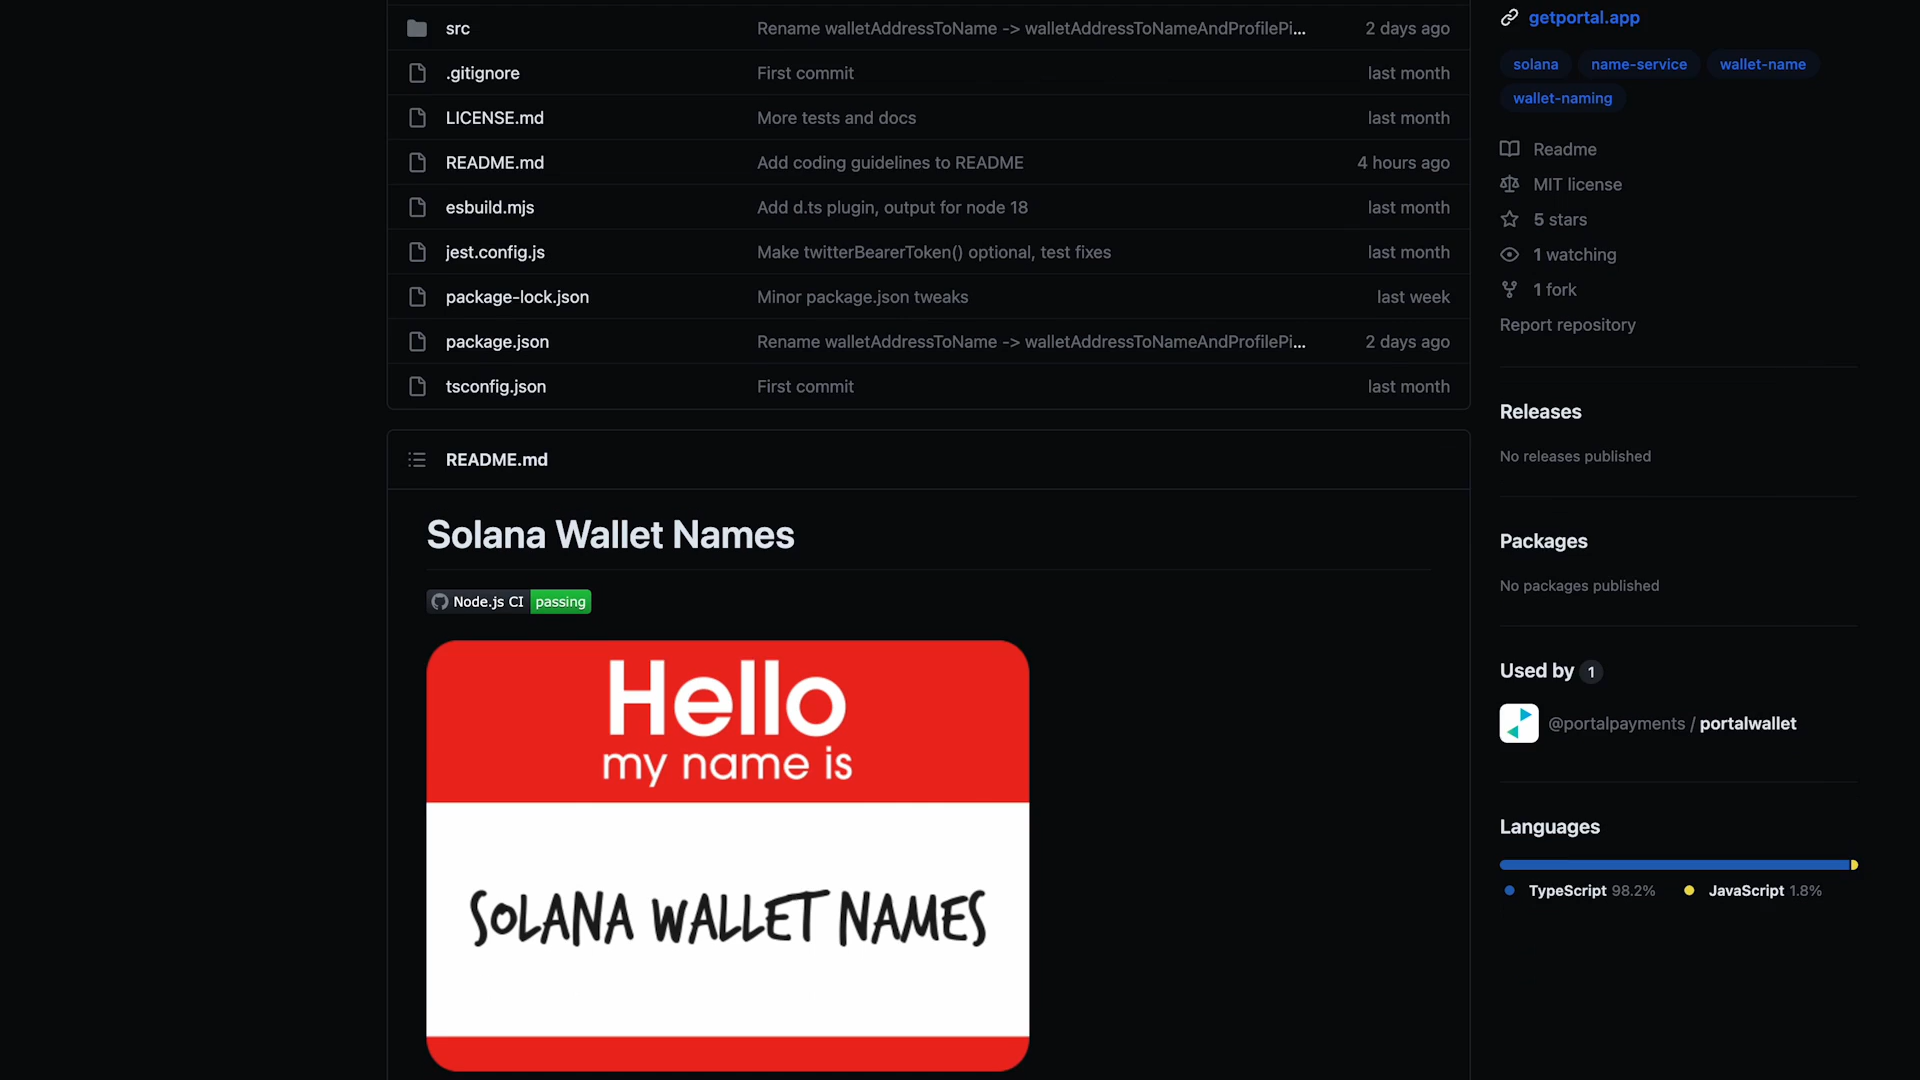 src Rename walletAddressToName -> walletAddressToNameAndProfilePi... 2 days ago
.gitignore First commit last month
LICENSE.md More tests and docs last month
README.md Add coding guidelines to README 4 hours ago
esbuild.mjs Add d.ts plugin, output for node 18 last month
jest.config.js Make twitterBearerToken() optional, test fixes last month
package-lock.json Minor package.json tweaks last week
package.json Rename walletAddressToName -> walletAddressToNameAndProfilePi... 2 days ago
tsconfig.json First commit last month
README.md
Solana Wallet Names
Node.js CI passing
Hello
my name is
SOLANA WALLET NAMES
getportal.app
solana name-service wallet-name
wallet-naming
Readme
MIT license
5 stars
1 watching
1 fork
Report repository
Releases
No releases published
Packages
No packages published
Used by 1
@portalpayments / portalwallet
Languages
TypeScript 98.2% JavaScript 1.8%